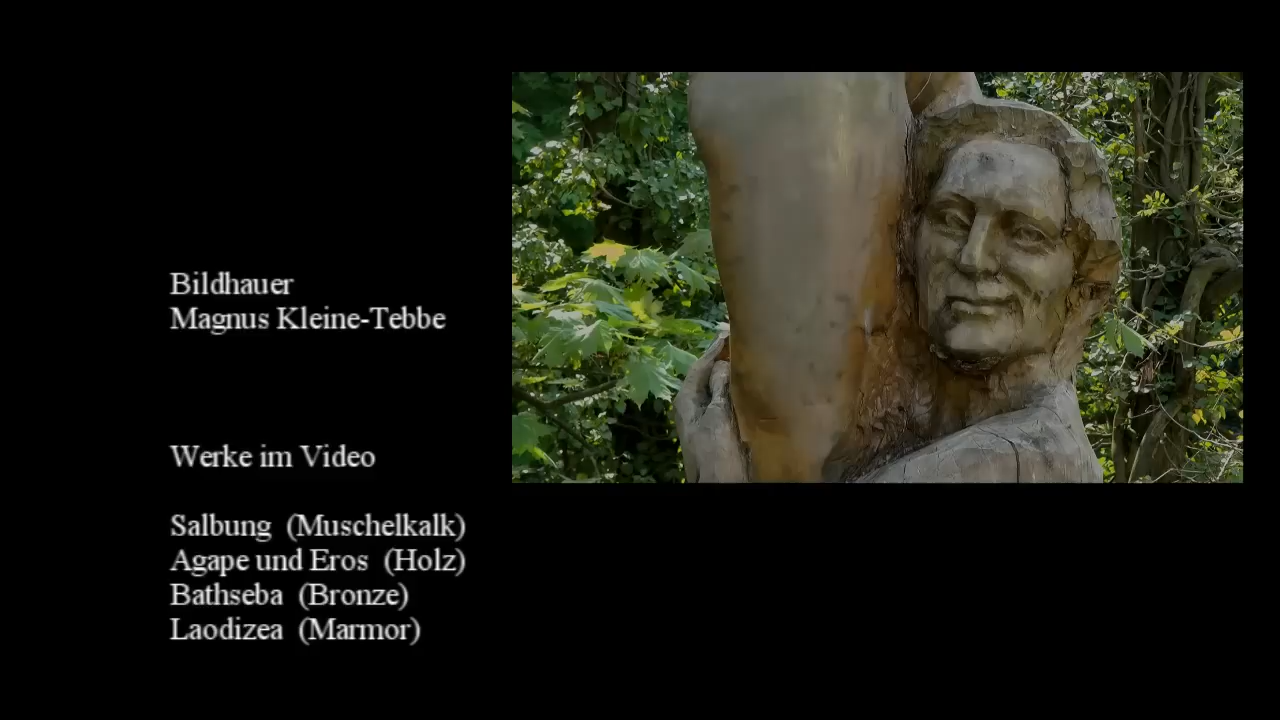 Bildhauer
Magnus Kleine-Tebbe
Werke im Video
Salbung (Muschelkalk)
Agape und Eros (Holz)
Bathseba (Bronze)
Laodizea (Marmor)